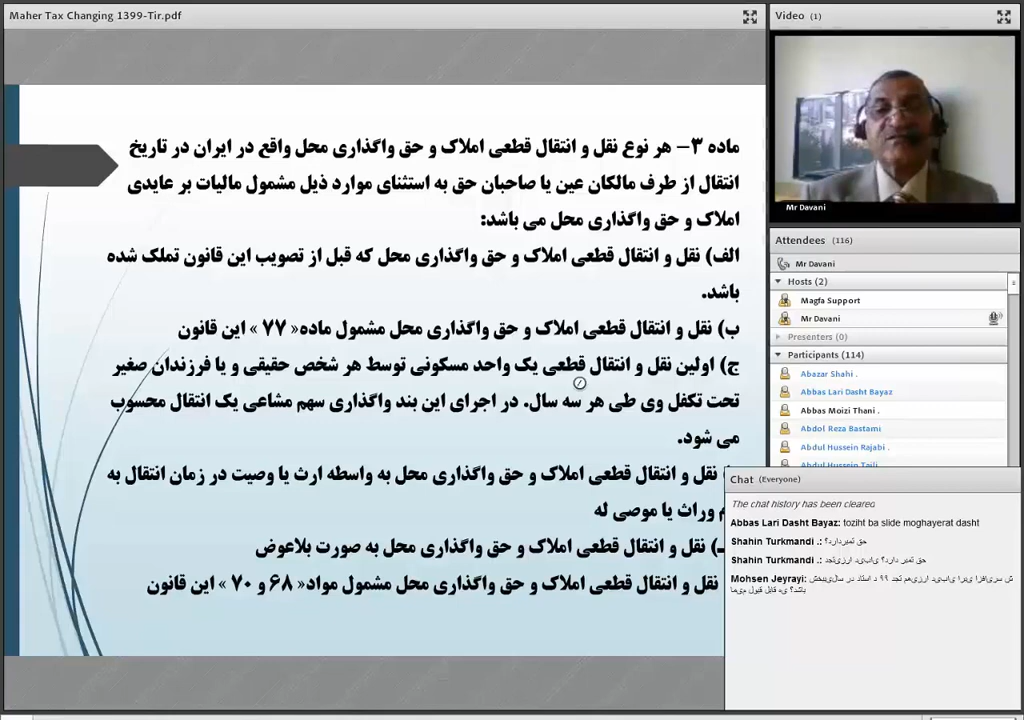 Maher Tax Changing 1399-Tir.pdf
ماده ۳- هر نوع نقل و انتقال قطعی املاک و حق واگذاری محل واقع در ایران در تاریخ
انتقال از طرف مالکان عین یا صاحبان حق به استثنای موارد ذیل مشمول مالیات بر عایدی
املاک و حق واگذاری محل می باشد:
الف) نقل و انتقال قطعی املاک و حق واگذاری محل که قبل از تصویب این قانون تملک شده
باشد.
ب) نقل و انتقال قطعی املاک و حق واگذاری محل مشمول ماده« ۷۷ » این قانون
ج) اولین نقل و انتقال قطعی یک واحد مسکونی توسط هر شخص حقیقی و یا فرزندان صغیر
تحت تکفل وی طی هر سه سال. در اجرای این بند واگذاری سهم مشاعی یک انتقال محسوب
می شود.
) نقل و انتقال قطعی املاک و حق واگذاری محل به واسطه ارث یا وصیت در زمان انتقال به
وراث یا موصی له
) نقل و انتقال قطعی املاک و حق واگذاری محل به صورت بلاعوض
نقل و انتقال قطعی املاک و حق واگذاری محل مشمول مواد« ۶۸ و ۷۰ » این قانون
Video (1)
Mr Davani
Attendees (116)
Mr Davani
Hosts (2)
Magfa Support
Mr Davani
Presenters (0)
Participants (114)
Abazar Shahi .
Abbas Lari Dasht Bayaz
Abbas Moizi Thani .
Abdol Reza Bastami
Abdul Hussein Rajabi .
Abdul Hussein
Chat (Everyone)
The chat history has been cleared
Abbas Lari Dasht Bayaz: toziht ba slide moghayerat dasht
Shahin Turkmandi .: حق تمبردارد؟
Shahin Turkmandi .: حق تمبر دارد؟
Mohsen Jeyrayi: ۹۹